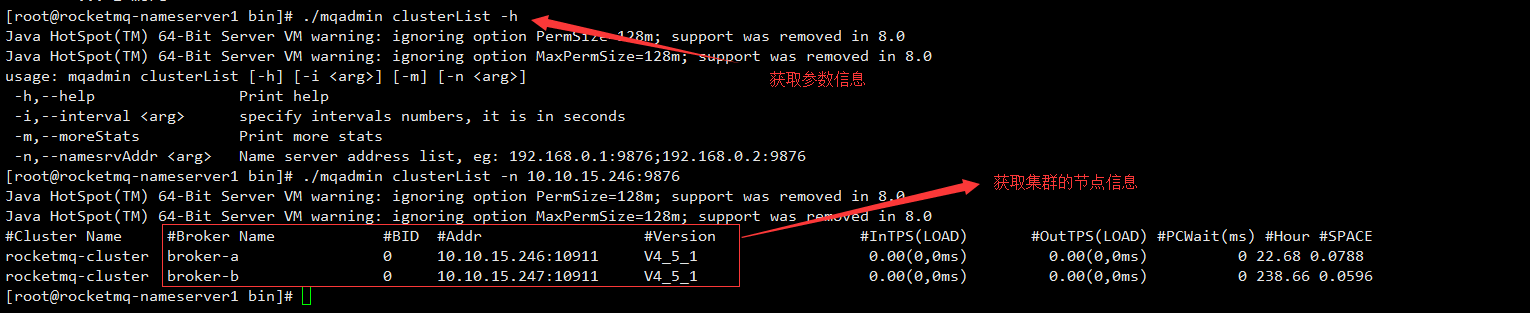 [root@rocketmq-nameserver1 bin]# ./mqadmin clusterList -h
Java HotSpot(TM) 64-Bit Server VM warning: ignoring option PermSize=128m; support was removed in 8.0
Java HotSpot(TM) 64-Bit Server VM warning: ignoring option MaxPermSize=128m; support was removed in 8.0
usage: mqadmin clusterList [-h] [-i <arg>] [-m] [-n <arg>]
获取参数信息
-h,--help Print help
-i,--interval <arg> specify intervals numbers, it is in seconds
-m,--moreStats Print more stats
-n,--namesrvAddr <arg> Name server address list, eg: 192.168.0.1:9876;192.168.0.2:9876
[root@rocketmq-nameserver1 bin]# ./mqadmin clusterList -n 10.10.15.246:9876
获取集群的节点信息
Java HotSpot(TM) 64-Bit Server VM warning: ignoring option PermSize=128m; support was removed in 8.0
Java HotSpot(TM) 64-Bit Server VM warning: ignoring option MaxPermSize=128m; support was removed in 8.0
#Cluster Name #Broker Name #BID #Addr #Version #InTPS(LOAD) #OutTPS(LOAD) #PCWait(ms) #Hour #SPACE
rocketmq-cluster broker-a 0 10.10.15.246:10911 V4_5_1 0.00(0,0ms) 0.00(0,0ms) 0 22.68 0.0788
rocketmq-cluster broker-b 0 10.10.15.247:10911 V4_5_1 0.00(0,0ms) 0.00(0,0ms) 0 238.66 0.0596
[root@rocketmq-nameserver1 bin]#